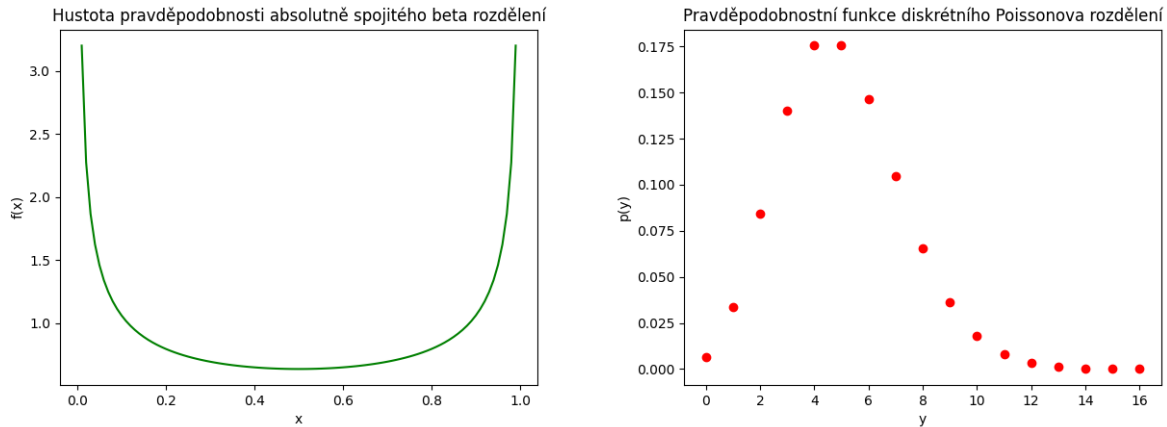 Hustota pravděpodobnosti absolutně spojitého beta rozdělení
3.0
2.5
2.0
1.5
1.0
f(x)
0.0 0.2 0.4 0.6 0.8 1.0
x
Pravděpodobnostní funkce diskrétního Poissonova rozdělení
0.175
0.150
0.125
0.100
0.075
0.050
0.025
0.000
p(y)
0 2 4 6 8 10 12 14 16
y